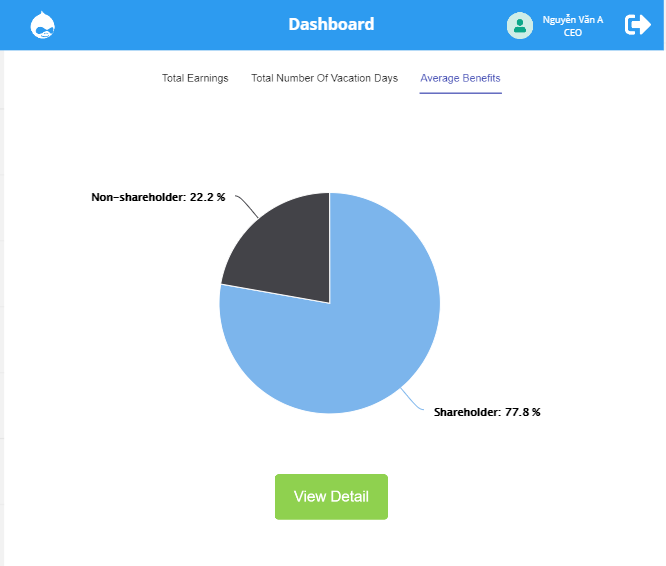 Dashboard
Nguyễn Văn A
CEO
Total Earnings
Total Number Of Vacation Days
Average Benefits
Non-shareholder: 22.2 %
Shareholder: 77.8 %
View Detail